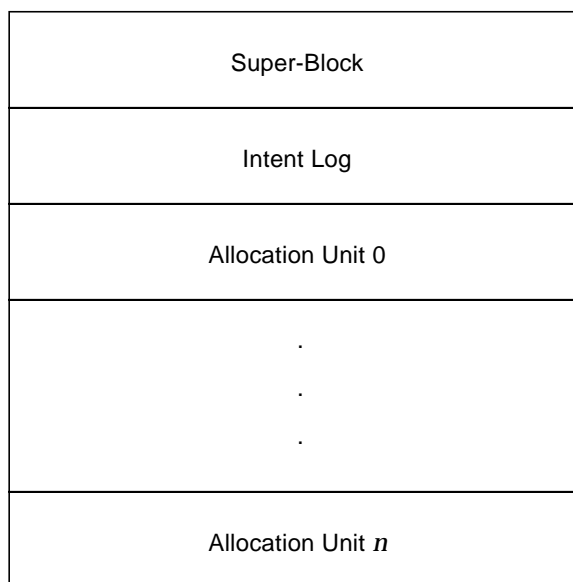 Super-Block
Intent Log
Allocation Unit 0
.
.
.
Allocation Unit n